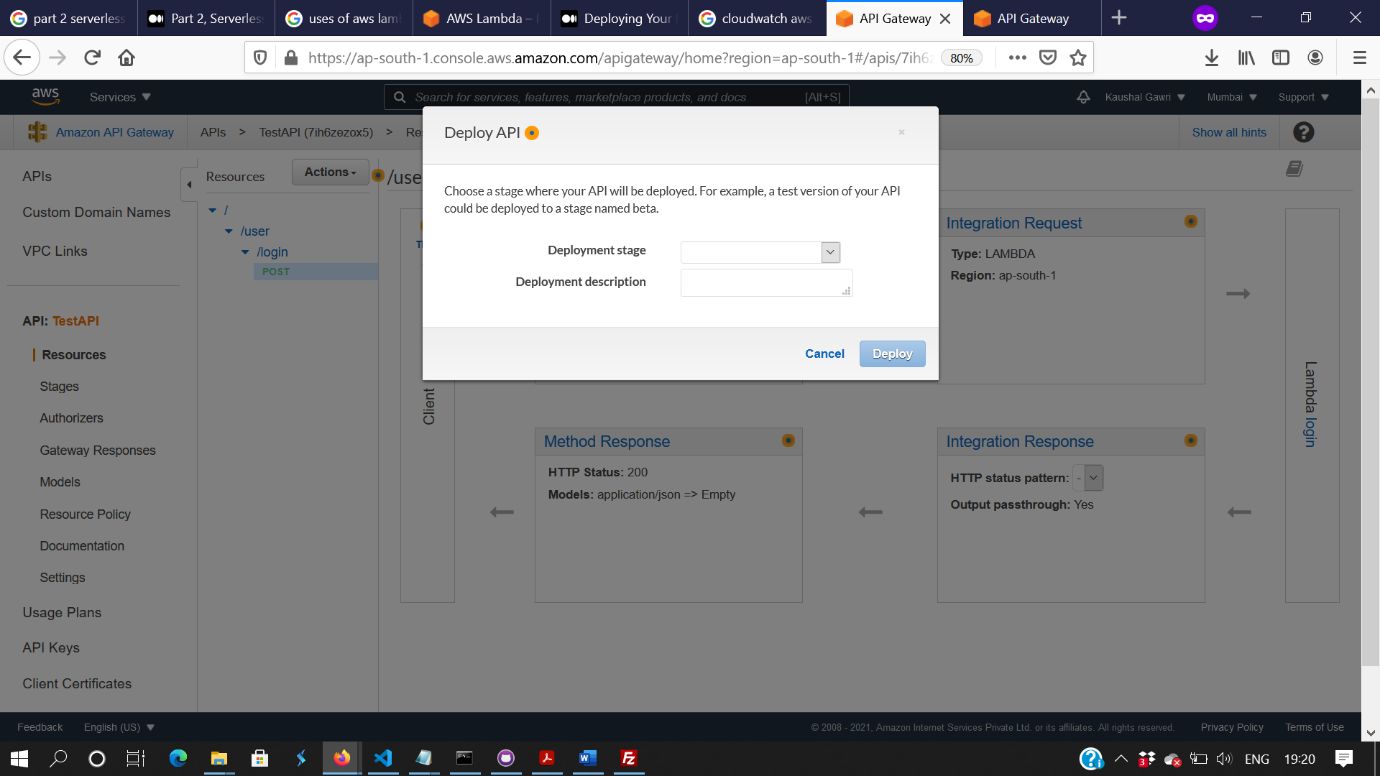 part 2 serverless
Part 2, Serverless
uses of aws lam
AWS Lambda –
Deploying Your
cloudwatch aws
API Gateway
API Gateway
https://ap-south-1.console.aws.amazon.com/apigateway/home?region=ap-south-1#/apis/7ih6z
80%
aws
Services
Search for services, features, marketplace products, and docs
[Alt+S]
Kaushal Gawri
Mumbai
Support
Amazon API Gateway
APIs > TestAPI (7ih6zezox5) > Re
Show all hints
?
APIs
Custom Domain Names
VPC Links
API: TestAPI
Resources
Stages
Authorizers
Gateway Responses
Models
Resource Policy
Documentation
Settings
Usage Plans
API Keys
Client Certificates
Resources
Actions
/
/user
/login
POST
/use
Deploy API
Choose a stage where your API will be deployed. For example, a test version of your API
could be deployed to a stage named beta.
Deployment stage
Deployment description
Cancel
Deploy
Client
Integration Request
Type: LAMBDA
Region: ap-south-1
Method Response
HTTP Status: 200
Models: application/json => Empty
Integration Response
HTTP status pattern: -
Output passthrough: Yes
Lambda login
Feedback
English (US)
© 2008 - 2021, Amazon Internet Services Private Ltd. or its affiliates. All rights reserved.
Privacy Policy
Terms of Use
3
ENG
19:20